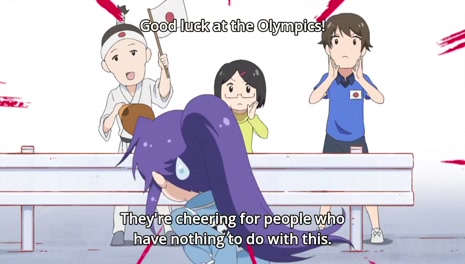 Good luck at the Olympics!
They're cheering for people who
have nothing to do with this.